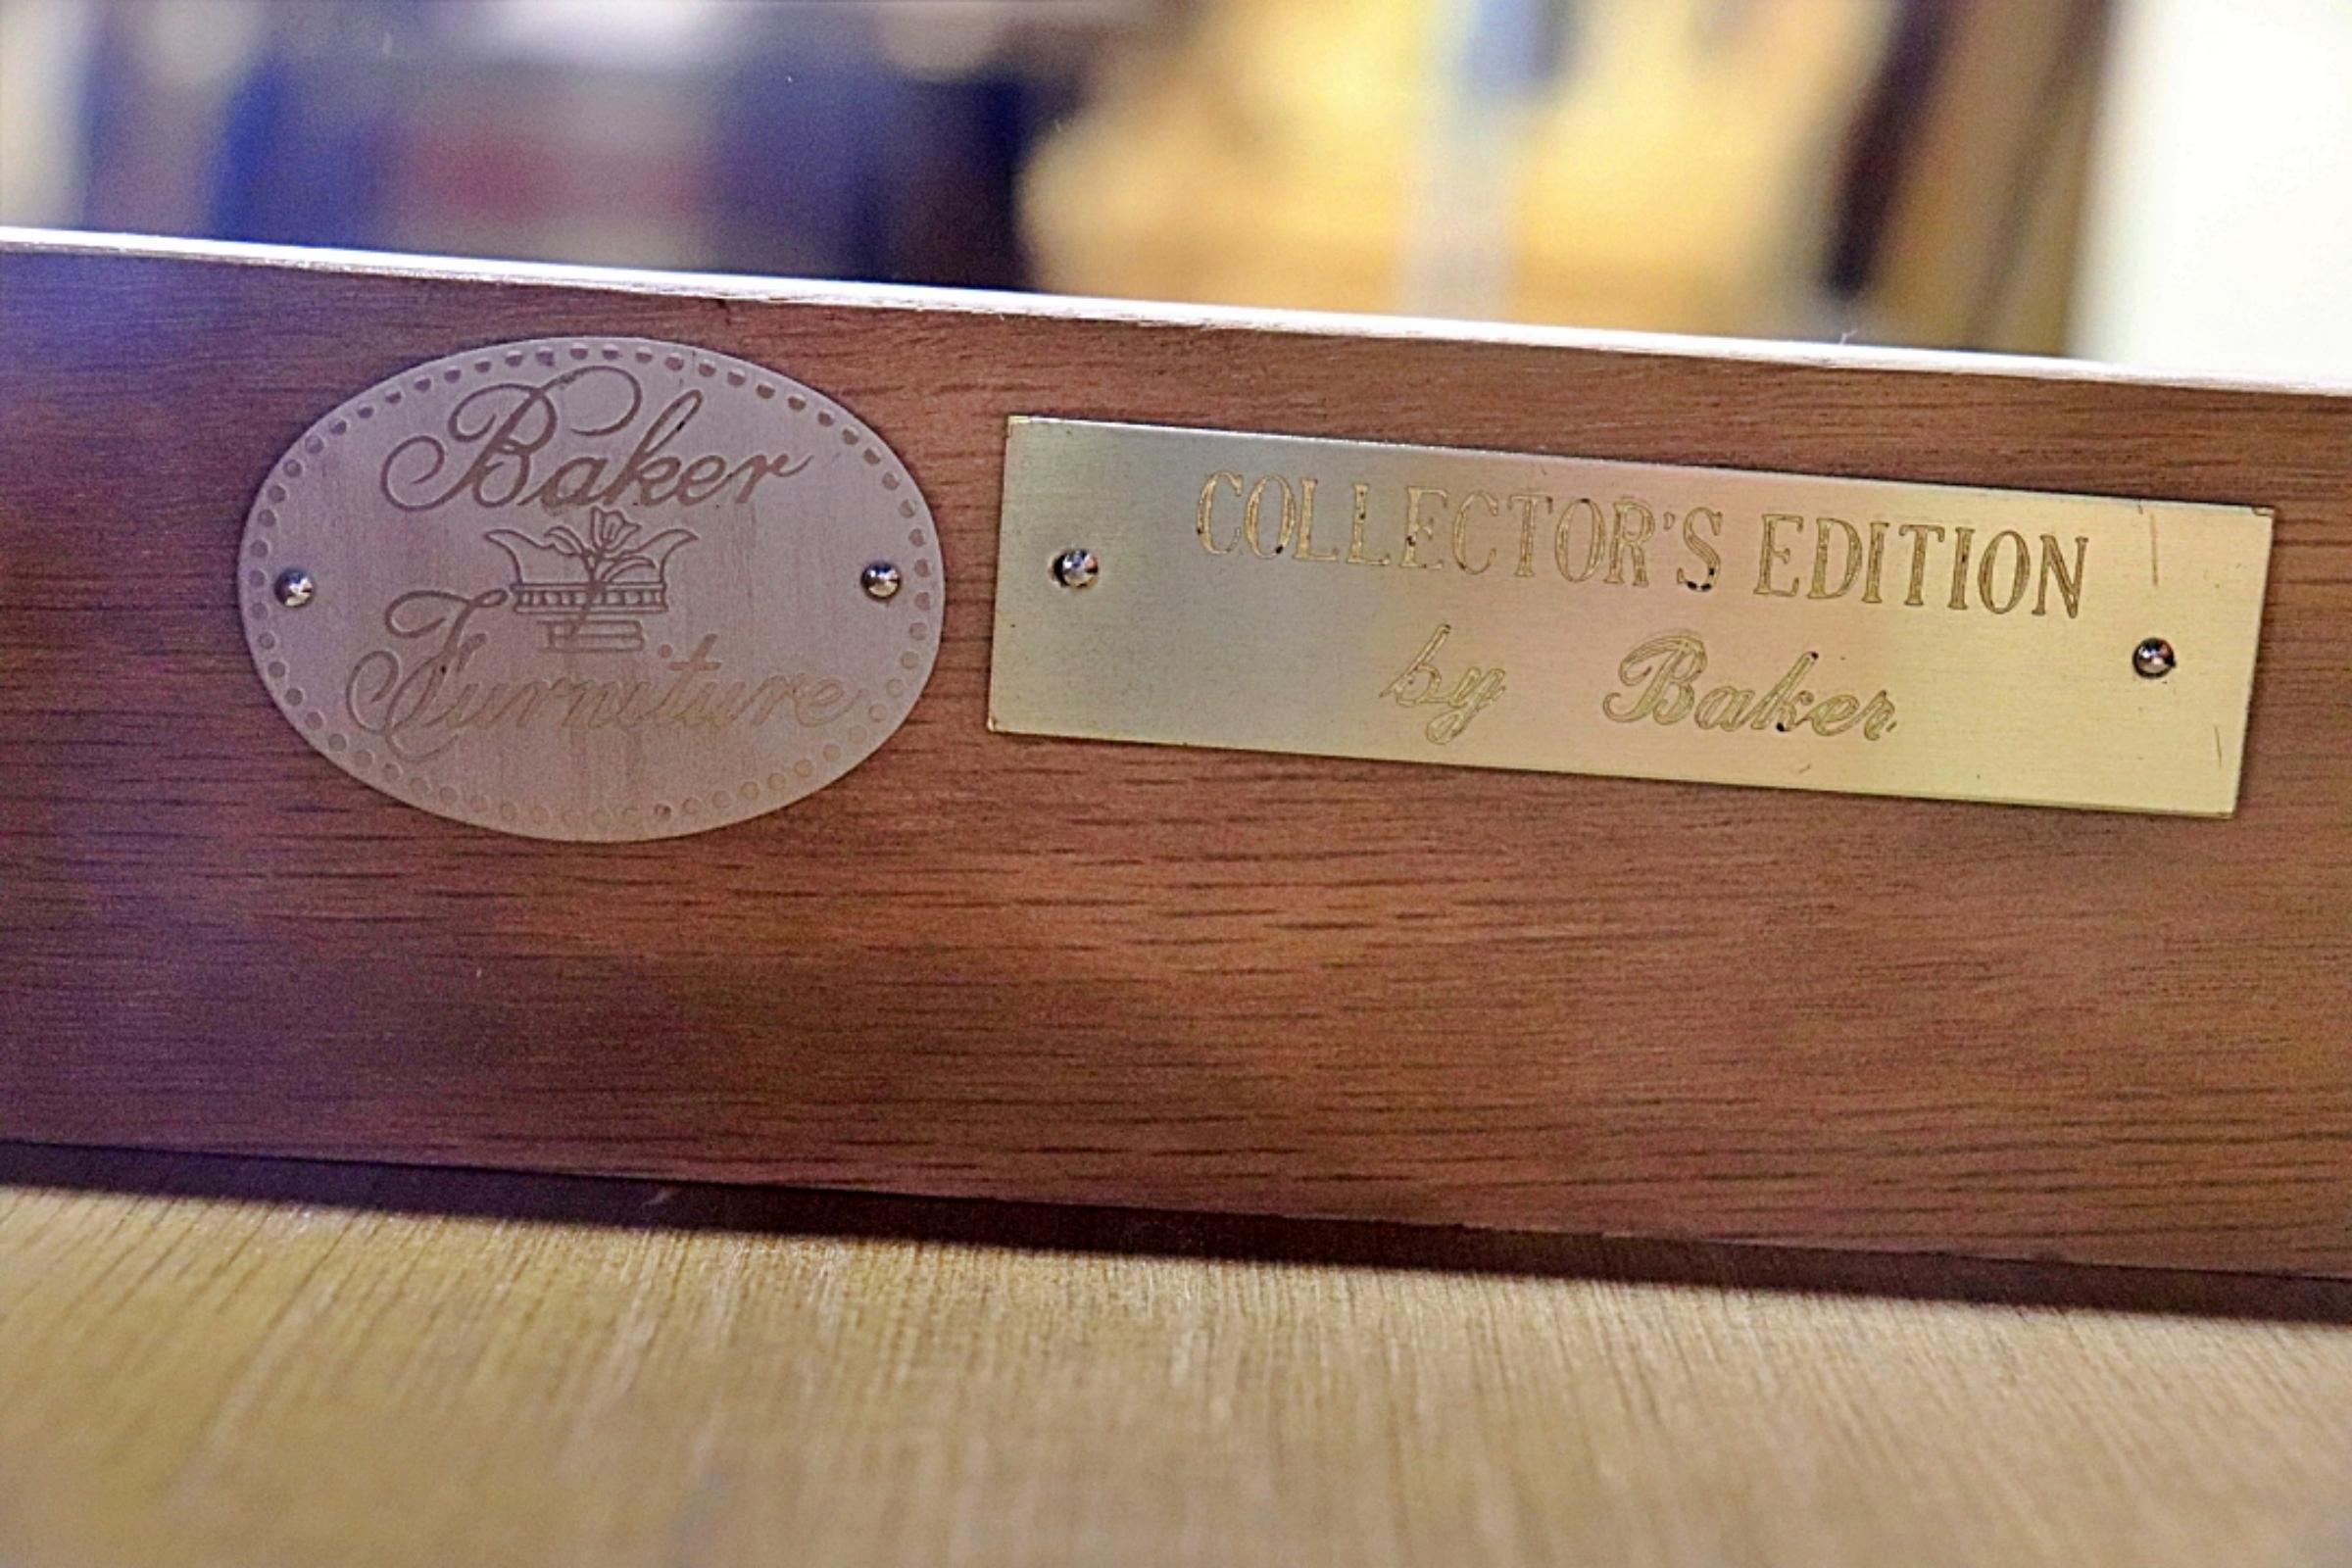 Baker
Furniture
COLLECTOR'S EDITION
by Baker